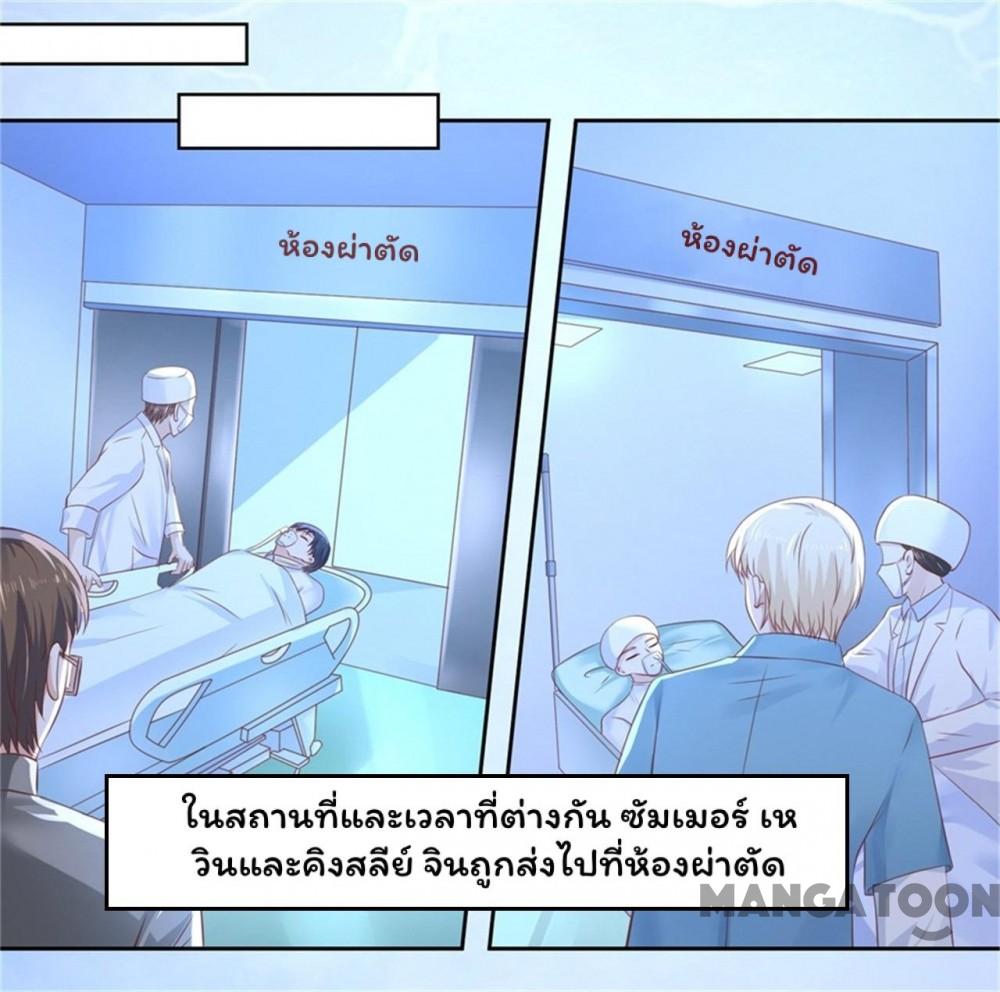 ห้องผ่าตัด
ห้องผ่าตัด
ในสถานที่และเวลาที่ต่างกัน ซัมเมอร์ เห
วินและคิงสลีย์ จินถูกส่งไปที่ห้องผ่าตัด
MANGATOON